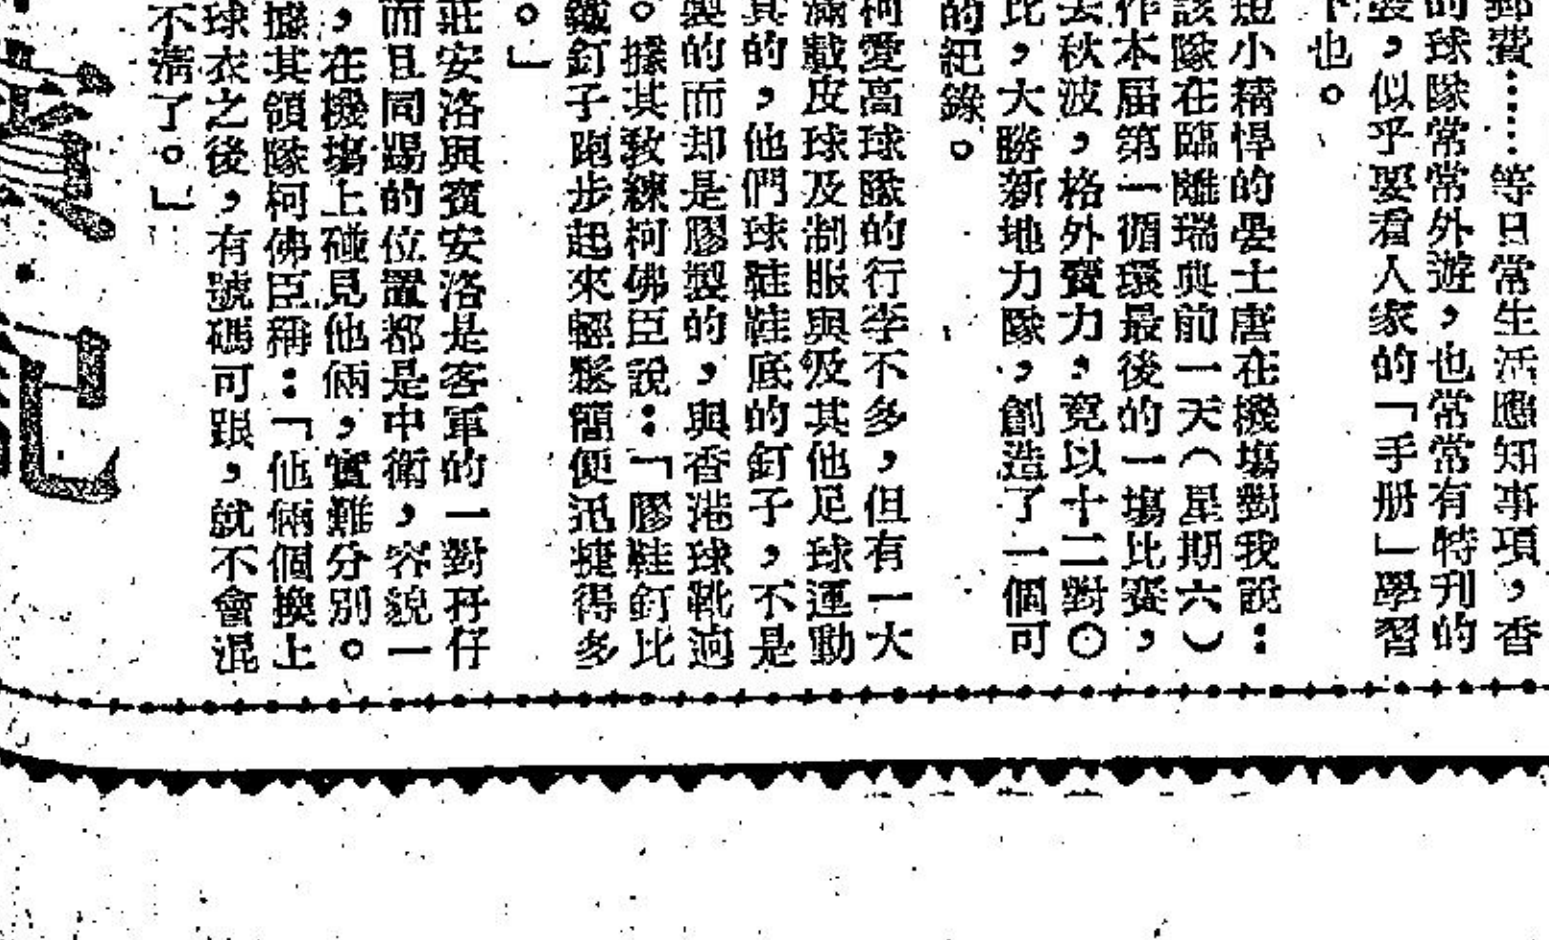 郵費……等日常生活應知事項，香
的球隊常常外遊，也常常有特刊的
裝，似乎要看人家的「手册」學習
下也。
短小精悍的晏士唐在機塲對我說：
該隊在臨離瑞典前一天（星期六）
作本屆第一循環最後的一塲比賽，
去秋波，格外賣力，竟以十二對〇
比，大勝新地力隊，創造了一個可
的紀錄。
柯愛高球隊的行李不多，但有一大
滿載皮球及制服與及其他足球運動
其的，他們球鞋鞋底的釘子，不是
製的而却是膠製的，與香港球靴迥
。據其敎練柯佛臣說：「膠鞋釘比
鐵釘子跑步起來輕鬆簡便迅捷得多
。」
莊安洛與賓安洛是客軍的一對孖仔
而且同踢的位置都是中衛，容貌一
，在機塲上碰見他倆，實難分別。
據其領隊柯佛臣稱：「他倆個換上
球衣之後，有號碼可跟，就不會混
不淸了。」
記